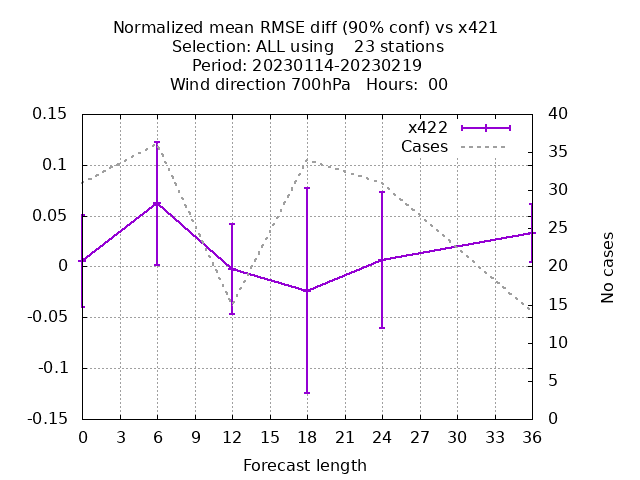 Normalized mean RMSE diff (90% conf) vs x421
Selection: ALL using    23 stations
Period: 20230114-20230219
Wind direction 700hPa   Hours:  00
x422
Cases
0.15
0.1
0.05
0
-0.05
-0.1
-0.15
40
35
30
25
20
15
10
5
0
No cases
0 3 6 9 12 15 18 21 24 27 30 33 36
Forecast length